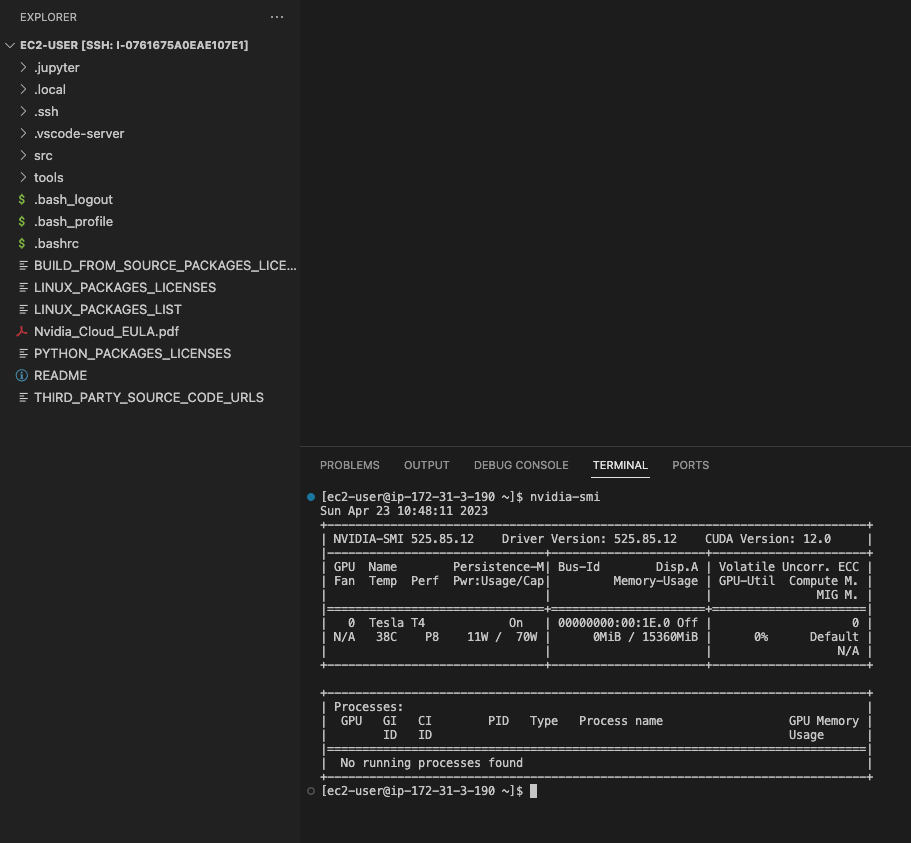 EXPLORER
EC2-USER [SSH: I-0761675A0EAE107E1]
.jupyter
.local
.ssh
.vscode-server
src
tools
.bash_logout
.bash_profile
.bashrc
BUILD_FROM_SOURCE_PACKAGES_LICE...
LINUX_PACKAGES_LICENSES
LINUX_PACKAGES_LIST
Nvidia_Cloud_EULA.pdf
PYTHON_PACKAGES_LICENSES
README
THIRD_PARTY_SOURCE_CODE_URLS
PROBLEMS OUTPUT DEBUG CONSOLE TERMINAL PORTS
[ec2-user@ip-172-31-3-190 ~]$ nvidia-smi
Sun Apr 23 10:48:11 2023
+-----------------------------------------------------------------------------+
| NVIDIA-SMI 525.85.12    Driver Version: 525.85.12    CUDA Version: 12.0     |
|-------------------------------+----------------------+----------------------+
| GPU  Name        Persistence-M| Bus-Id        Disp.A | Volatile Uncorr. ECC |
| Fan  Temp  Perf  Pwr:Usage/Cap|         Memory-Usage | GPU-Util  Compute M. |
|                               |                      |               MIG M. |
|===============================+======================+======================|
|   0  Tesla T4            On   | 00000000:00:1E.0 Off |                    0 |
| N/A   38C    P8    11W /  70W |      0MiB / 15360MiB |      0%      Default |
|                               |                      |                  N/A |
+-------------------------------+----------------------+----------------------+
+-----------------------------------------------------------------------------+
| Processes:                                                                  |
|  GPU   GI   CI        PID   Type   Process name                  GPU Memory |
|        ID   ID                                                   Usage      |
|=============================================================================|
|  No running processes found                                                 |
+-----------------------------------------------------------------------------+
[ec2-user@ip-172-31-3-190 ~]$